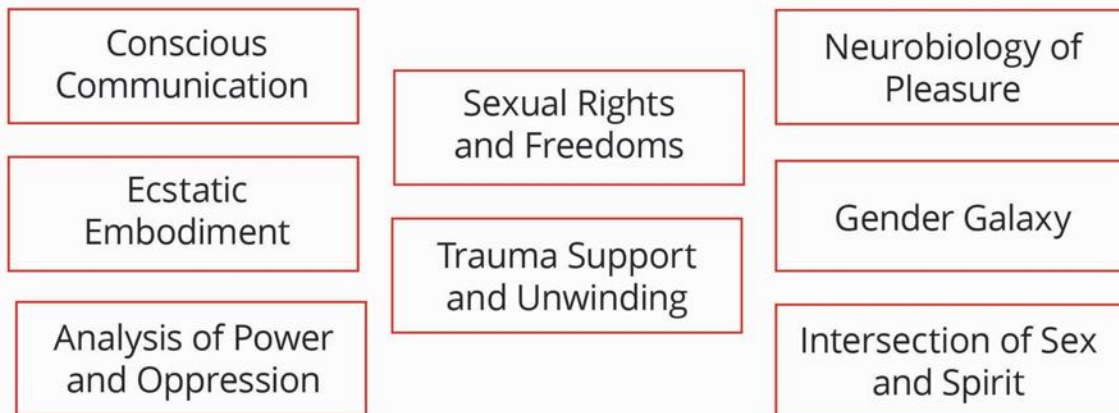 Conscious
Communication
Ecstatic
Embodiment
Analysis of Power
and Oppression
Sexual Rights
and Freedoms
Trauma Support
and Unwinding
Neurobiology of
Pleasure
Gender Galaxy
Intersection of Sex
and Spirit